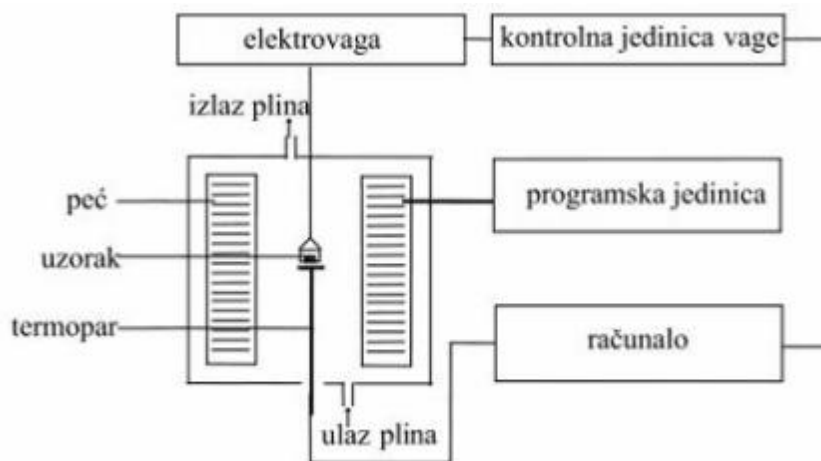 elektrovaga
kontrolna jedinica vage
izlaz plina
peć
programska jedinica
uzorak
termopar
računalo
ulaz plina